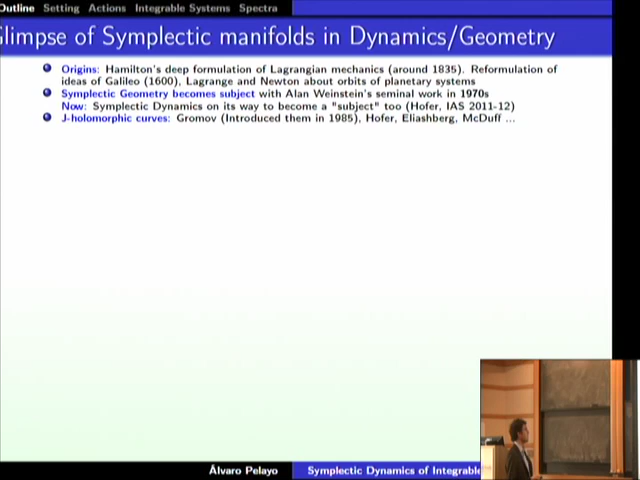 Outline Setting Actions Integrable Systems Spectra
Glimpse of Symplectic manifolds in Dynamics/Geometry
Origins: Hamilton's deep formulation of Lagrangian mechanics (around 1835). Reformulation of
ideas of Galileo (1600), Lagrange and Newton about orbits of planetary systems
Symplectic Geometry becomes subject with Alan Weinstein's seminal work in 1970s
Now: Symplectic Dynamics on its way to become a "subject" too (Hofer, IAS 2011-12)
J-holomorphic curves: Gromov (Introduced them in 1985), Hofer, Eliashberg, McDuff ...
Álvaro Pelayo Symplectic Dynamics of Integrable